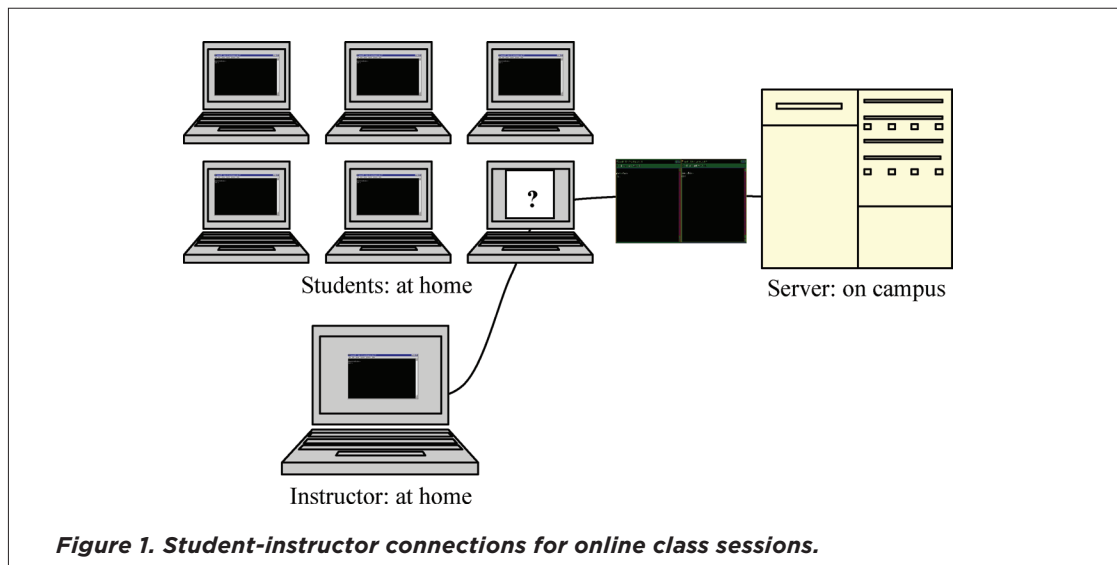 ?
Students: at home
Server: on campus
Instructor: at home
Figure 1. Student-instructor connections for online class sessions.